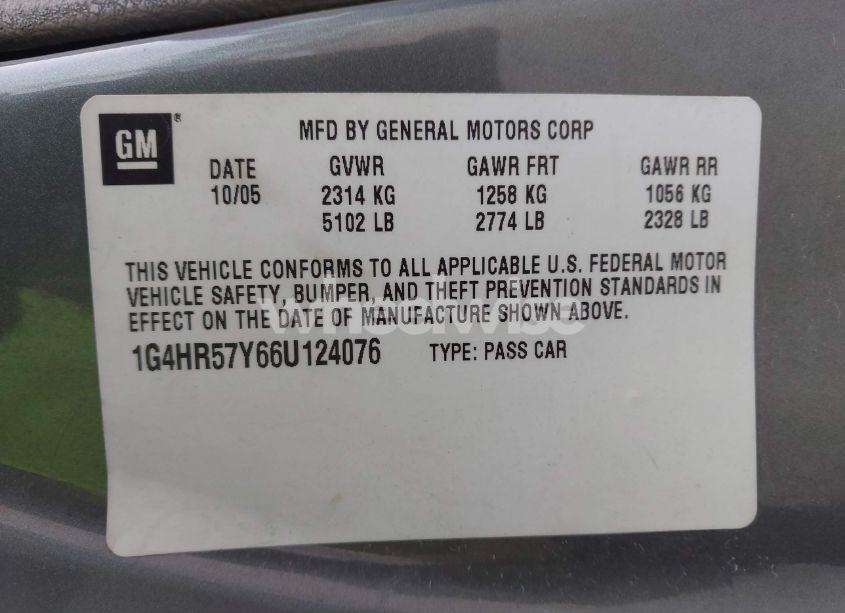 GM®
MFD BY GENERAL MOTORS CORP
DATE GVWR GAWR FRT GAWR RR
10/05 2314 KG 1258 KG 1056 KG
5102 LB 2774 LB 2328 LB
THIS VEHICLE CONFORMS TO ALL APPLICABLE U.S. FEDERAL MOTOR
VEHICLE SAFETY, BUMPER, AND THEFT PREVENTION STANDARDS IN
EFFECT ON THE DATE OF MANUFACTURE SHOWN ABOVE.
1G4HR57Y66U124076 TYPE: PASS CAR